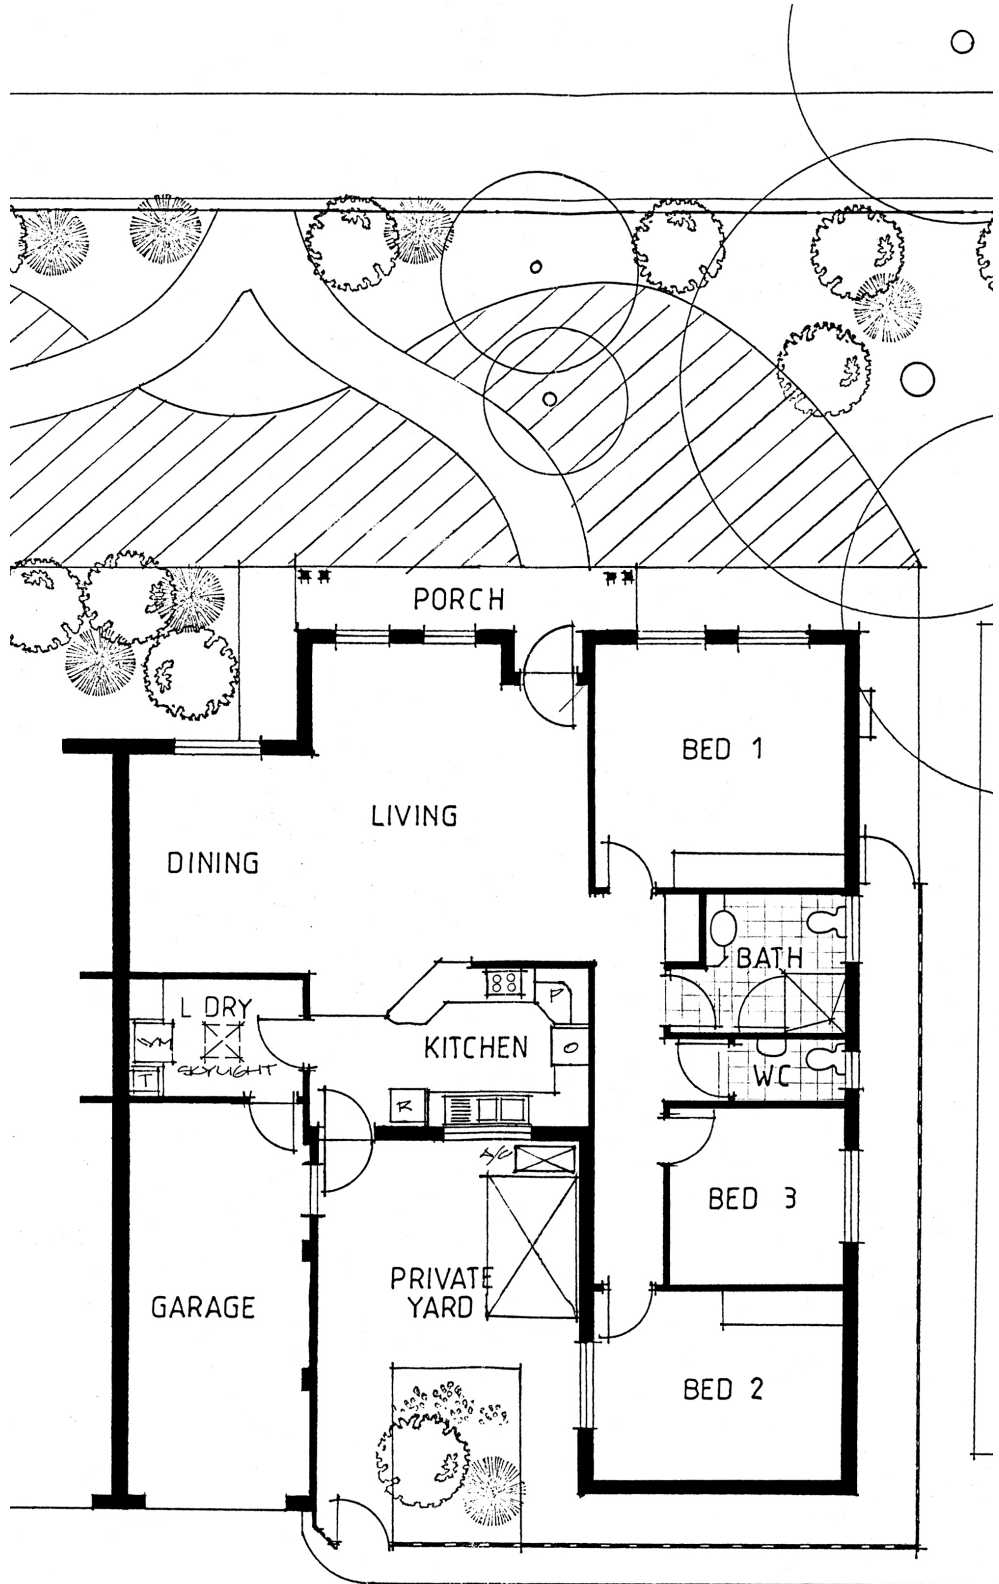 PORCH
BED 1
LIVING
DINING
BATH
L DRY
P
KITCHEN
O
SKYLIGHT
T
WC
R
A/C
BED 3
PRIVATE
YARD
GARAGE
BED 2